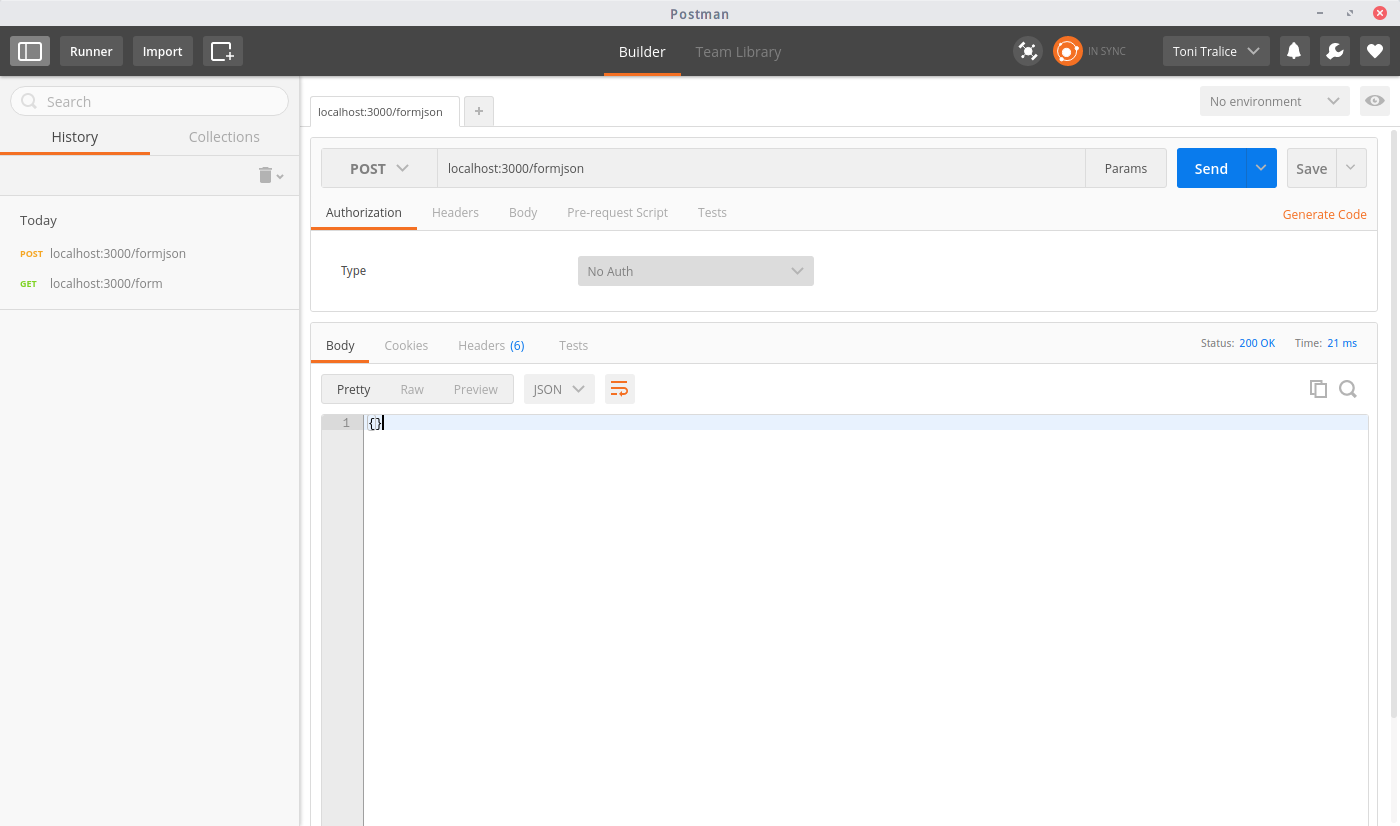 Postman
Runner Import Builder Team Library IN SYNC Toni Tralice
Search
History Collections
Today
POST localhost:3000/formjson
GET localhost:3000/form
localhost:3000/formjson + No environment
POST localhost:3000/formjson Params Send Save
Authorization Headers Body Pre-request Script Tests Generate Code
Type No Auth
Body Cookies Headers (6) Tests Status: 200 OK Time: 21 ms
Pretty Raw Preview JSON
1 {}